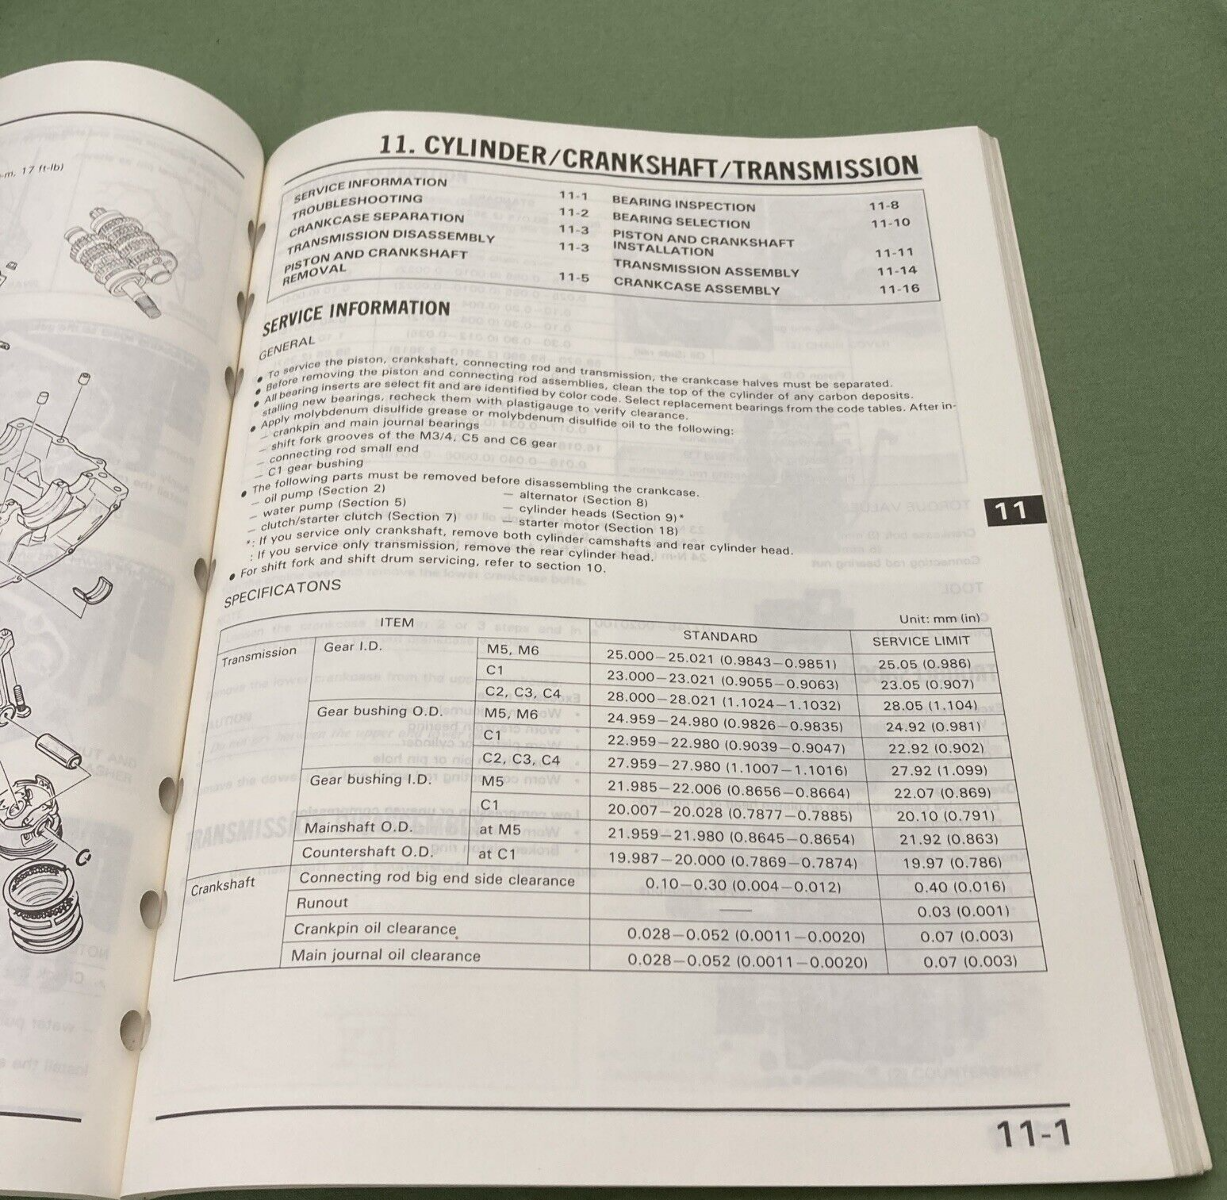 -m, 17 ft-lb)
11. CYLINDER/CRANKSHAFT/TRANSMISSION
SERVICE INFORMATION 11-1
TROUBLESHOOTING 11-2
CRANKCASE SEPARATION 11-3
TRANSMISSION DISASSEMBLY 11-3
PISTON AND CRANKSHAFT
REMOVAL 11-5
BEARING INSPECTION 11-8
BEARING SELECTION 11-10
PISTON AND CRANKSHAFT
INSTALLATION 11-11
TRANSMISSION ASSEMBLY 11-14
CRANKCASE ASSEMBLY 11-16
SERVICE INFORMATION
GENERAL
● To service the piston, crankshaft, connecting rod and transmission, the crankcase halves must be separated.
● Before removing the piston and connecting rod assemblies, clean the top of the cylinder of any carbon deposits.
● All bearing inserts are select fit and are identified by color code. Select replacement bearings from the code tables. After in-
stalling new bearings, recheck them with plastigauge to verify clearance.
● Apply molybdenum disulfide grease or molybdenum disulfide oil to the following:
— crankpin and main journal bearings
— shift fork grooves of the M3/4, C5 and C6 gear
— connecting rod small end
— C1 gear bushing
● The following parts must be removed before disassembling the crankcase.
— oil pump (Section 2) — alternator (Section 8)
— water pump (Section 5) — cylinder heads (Section 9)*
— clutch/starter clutch (Section 7) — starter motor (Section 18)
*: If you service only crankshaft, remove both cylinder camshafts and rear cylinder head.
: If you service only transmission, remove the rear cylinder head.
● For shift fork and shift drum servicing, refer to section 10.
11
SPECIFICATONS
Unit: mm (in)
ITEM STANDARD SERVICE LIMIT
Transmission Gear I.D. M5, M6 25.000—25.021 (0.9843—0.9851) 25.05 (0.986)
C1 23.000—23.021 (0.9055—0.9063) 23.05 (0.907)
C2, C3, C4 28.000—28.021 (1.1024—1.1032) 28.05 (1.104)
Gear bushing O.D. M5, M6 24.959—24.980 (0.9826—0.9835) 24.92 (0.981)
C1 22.959—22.980 (0.9039—0.9047) 22.92 (0.902)
C2, C3, C4 27.959—27.980 (1.1007—1.1016) 27.92 (1.099)
Gear bushing I.D. M5 21.985—22.006 (0.8656—0.8664) 22.07 (0.869)
C1 20.007—20.028 (0.7877—0.7885) 20.10 (0.791)
Mainshaft O.D. at M5 21.959—21.980 (0.8645—0.8654) 21.92 (0.863)
Countershaft O.D. at C1 19.987—20.000 (0.7869—0.7874) 19.97 (0.786)
Crankshaft Connecting rod big end side clearance 0.10—0.30 (0.004—0.012) 0.40 (0.016)
Runout —— 0.03 (0.001)
Crankpin oil clearance 0.028—0.052 (0.0011—0.0020) 0.07 (0.003)
Main journal oil clearance 0.028—0.052 (0.0011—0.0020) 0.07 (0.003)
11-1